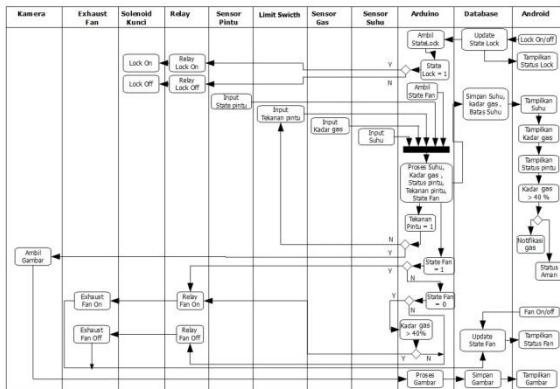 Kamera
Exhaust
Fan
Solenoid
Kunci
Relay
Sensor
Pintu
Limit Swicth
Sensor
Gas
Sensor
Suhu
Arduino
Database
Android
Lock On
Relay
Lock On
Ambil
StateLock
Update
State Lock
Lock On/off
Tampilkan
Status Lock
State
Lock = 1
Y
N
Lock Off
Relay
Lock Off
Ambil
State Fan
Input
State pintu
Input
Tekanan pintu
Input
Kadar gas
Input
Suhu
Simpan Suhu,
kadar gas ,
Batas Suhu
Tampilkan
Suhu
Tampilkan
Kadar gas
Tampilkan
Status pintu
Proses Suhu,
Kadar gas ,
Status pintu,
Tekanan pintu,
State Fan
Kadar gas
> 40 %
Tekanan
Pintu = 1
N
Y
Notifikasi
gas
Status
Aman
Ambil
Gambar
State Fan
= 1
Y
N
Exhaust
Fan On
Relay
Fan On
State Fan
= 0
Y
N
Fan On/off
Exhaust
Fan Off
Relay
Fan Off
Kadar gas
> 40%
Update
State Fan
Tampilkan
Status Fan
Y
N
Proses
Gambar
Simpan
Gambar
Tampilkan
Gambar